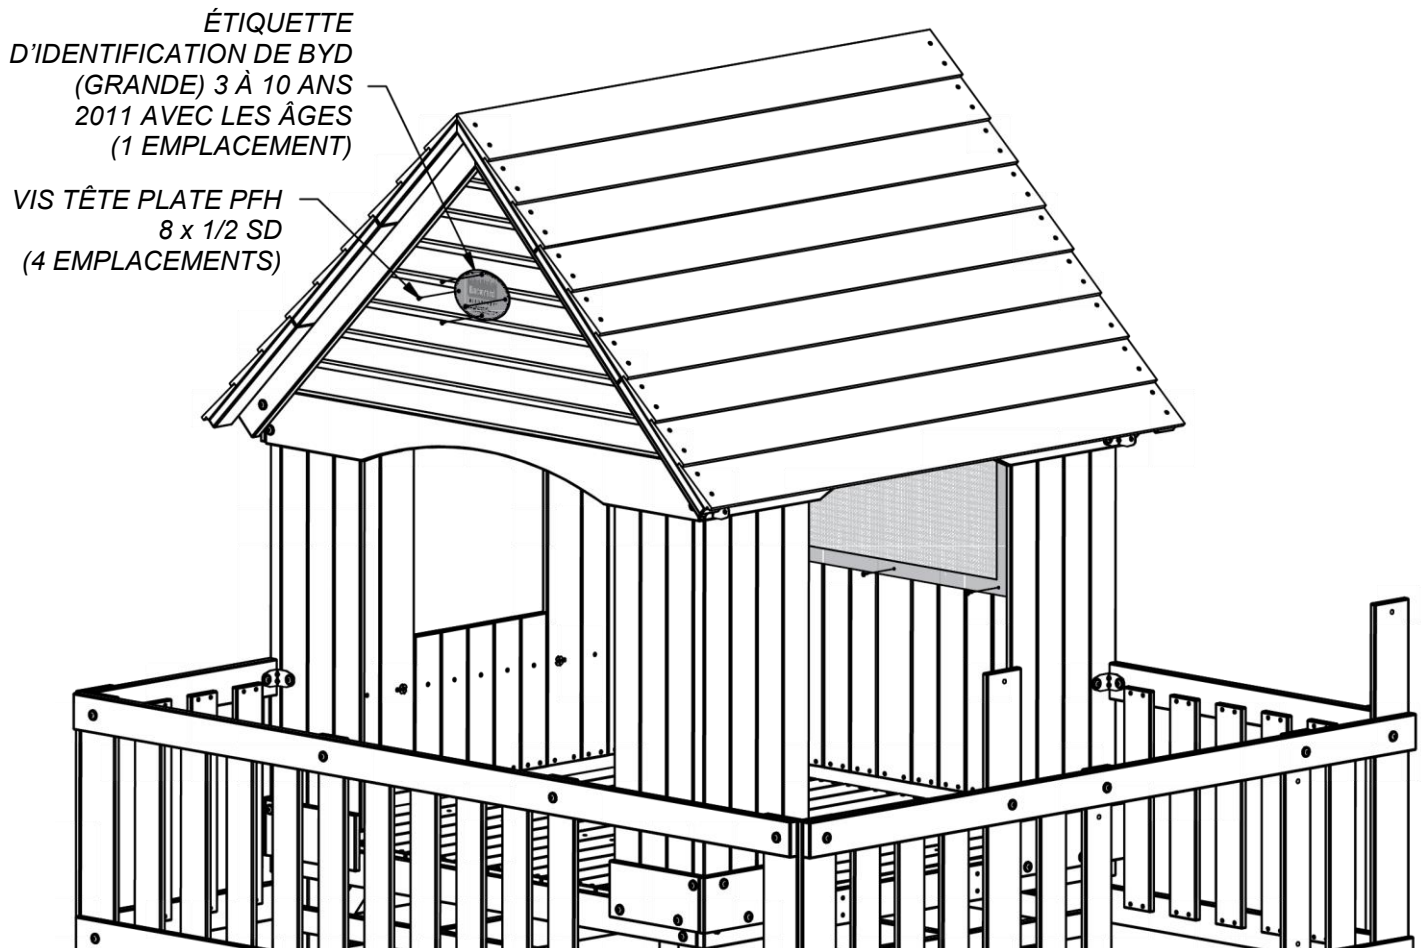 ÉTIQUETTE
D'IDENTIFICATION DE BYD
(GRANDE) 3 À 10 ANS
2011 AVEC LES ÂGES
(1 EMPLACEMENT)
VIS TÊTE PLATE PFH
8 x 1/2 SD
(4 EMPLACEMENTS)